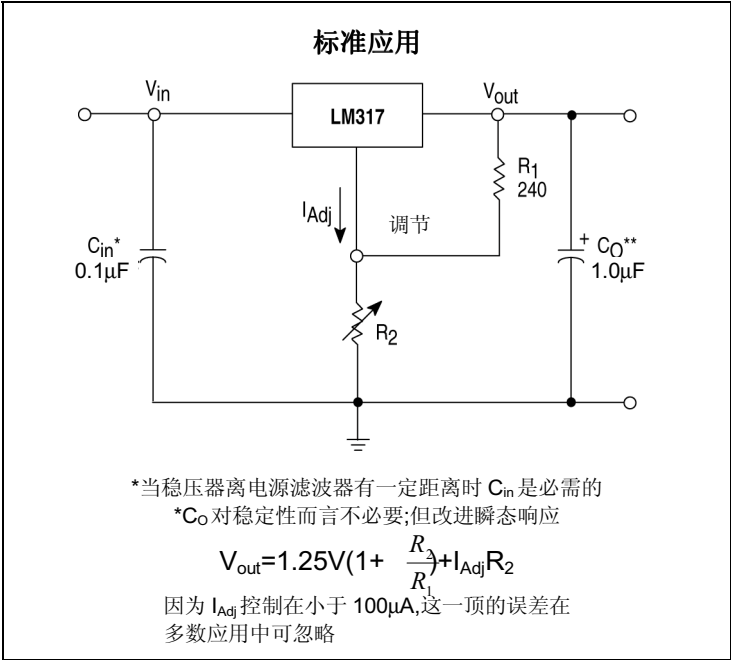 标准应用
Vin
LM317
Vout
R1
240
IAdj
调节
Cin*
0.1µF
+ CO**
1.0µF
R2
*当稳压器离电源滤波器有一定距离时 Cin 是必需的
*CO 对稳定性而言不必要;但改进瞬态响应
Vout=1.25V(1+ R2/R1)+IAdjR2
因为 IAdj 控制在小于 100µA,这一顶的误差在
多数应用中可忽略